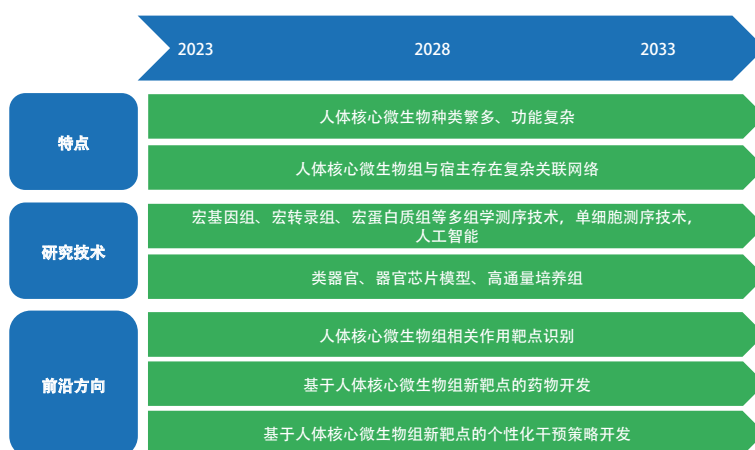 2023 2028 2033
特点
人体核心微生物种类繁多、功能复杂
人体核心微生物组与宿主存在复杂关联网络
研究技术
宏基因组、宏转录组、宏蛋白质组等多组学测序技术，单细胞测序技术，
人工智能
类器官、器官芯片模型、高通量培养组
前沿方向
人体核心微生物组相关作用靶点识别
基于人体核心微生物组新靶点的药物开发
基于人体核心微生物组新靶点的个性化干预策略开发